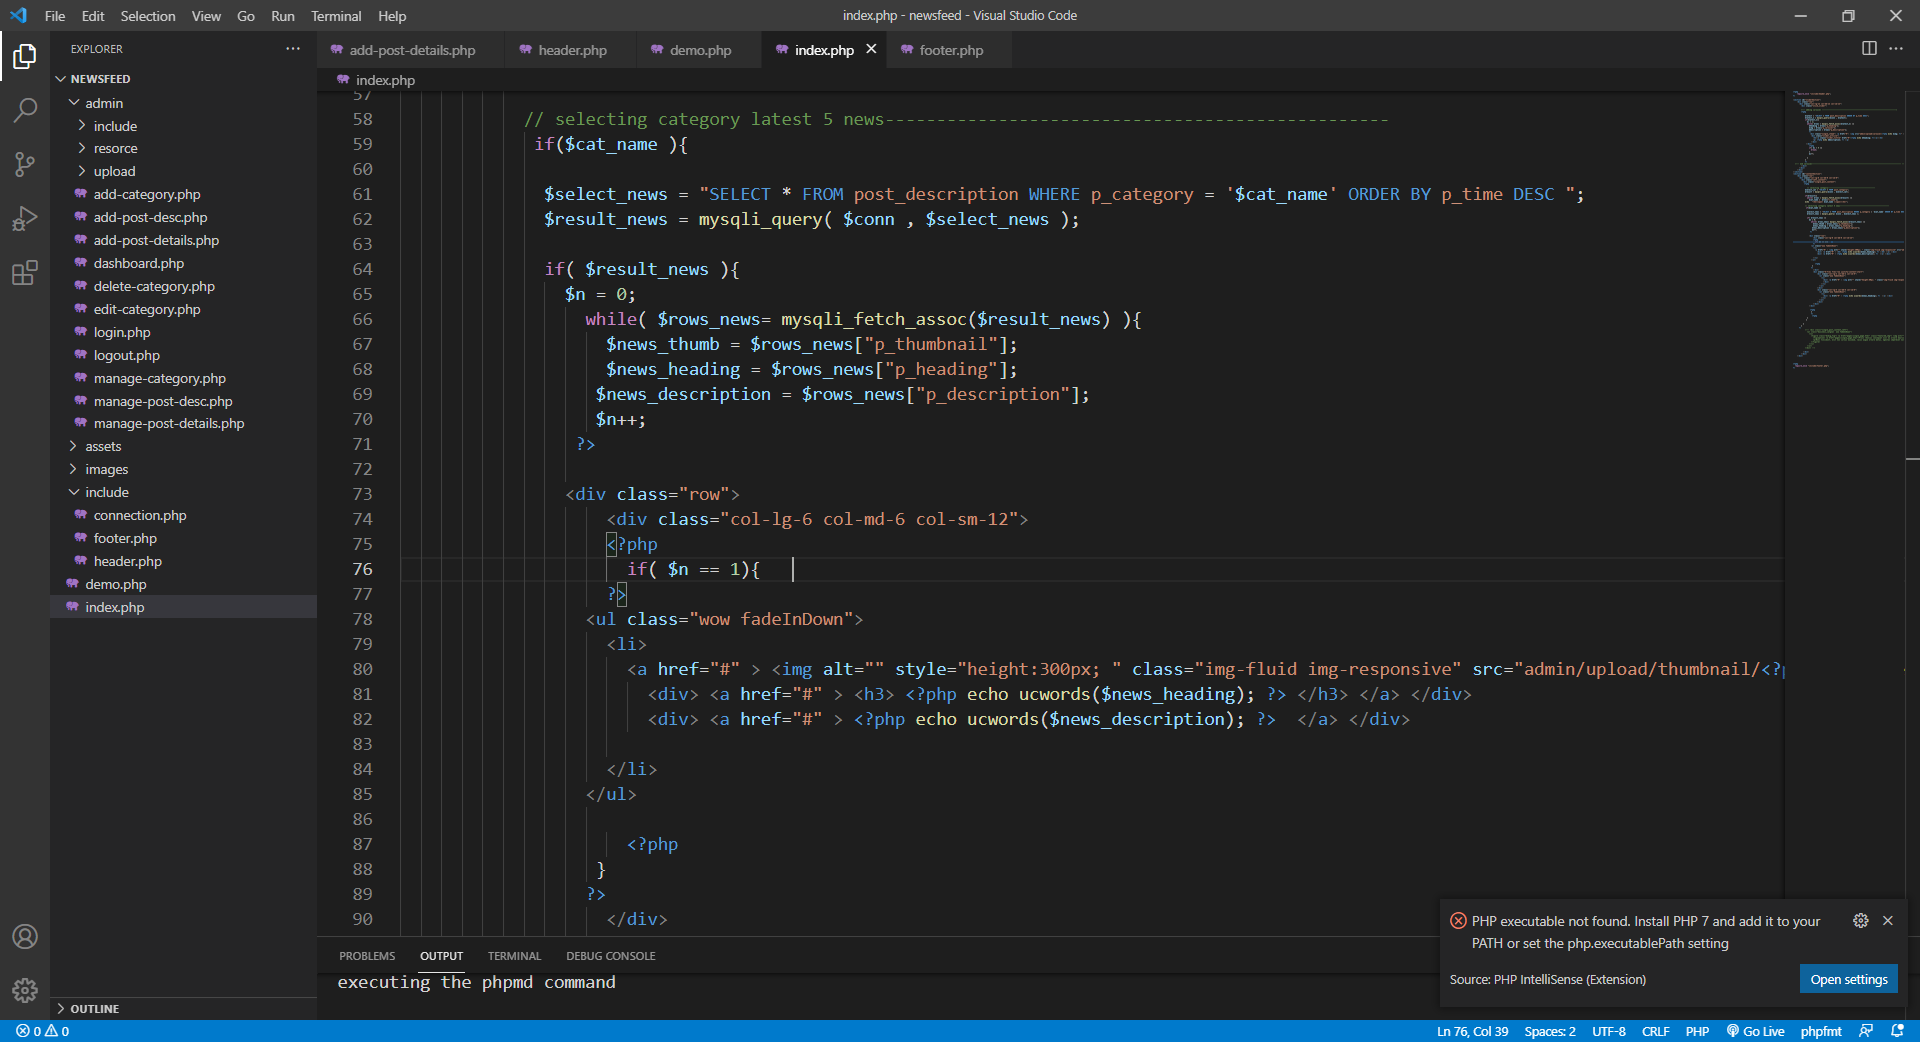 File Edit Selection View Go Run Terminal Help
index.php - newsfeed - Visual Studio Code
EXPLORER
NEWSFEED
admin
include
resorce
upload
add-category.php
add-post-desc.php
add-post-details.php
dashboard.php
delete-category.php
edit-category.php
login.php
logout.php
manage-category.php
manage-post-desc.php
manage-post-details.php
assets
images
include
connection.php
footer.php
header.php
demo.php
index.php
OUTLINE
add-post-details.php header.php demo.php index.php footer.php
index.php
57
58 // selecting category latest 5 news-------------------------------------------------
59 if($cat_name ){
60
61 $select_news = "SELECT * FROM post_description WHERE p_category = '$cat_name' ORDER BY p_time DESC ";
62 $result_news = mysqli_query( $conn , $select_news );
63
64 if( $result_news ){
65 $n = 0;
66 while( $rows_news= mysqli_fetch_assoc($result_news) ){
67 $news_thumb = $rows_news["p_thumbnail"];
68 $news_heading = $rows_news["p_heading"];
69 $news_description = $rows_news["p_description"];
70 $n++;
71 ?>
72
73 <div class="row">
74 <div class="col-lg-6 col-md-6 col-sm-12">
75 <?php
76 if( $n == 1){
77 ?>
78 <ul class="wow fadeInDown">
79 <li>
80 <a href="#" > <img alt="" style="height:300px; " class="img-fluid img-responsive" src="admin/upload/thumbnail/<?p
81 <div> <a href="#" > <h3> <?php echo ucwords($news_heading); ?> </h3> </a> </div>
82 <div> <a href="#" > <?php echo ucwords($news_description); ?>  </a> </div>
83
84 </li>
85 </ul>
86
87 <?php
88 }
89 ?>
90 </div>
PROBLEMS OUTPUT TERMINAL DEBUG CONSOLE
executing the phpmd command
PHP executable not found. Install PHP 7 and add it to your
PATH or set the php.executablePath setting
Source: PHP IntelliSense (Extension)
Open settings
0 0
Ln 76, Col 39 Spaces: 2 UTF-8 CRLF PHP Go Live phpfmt